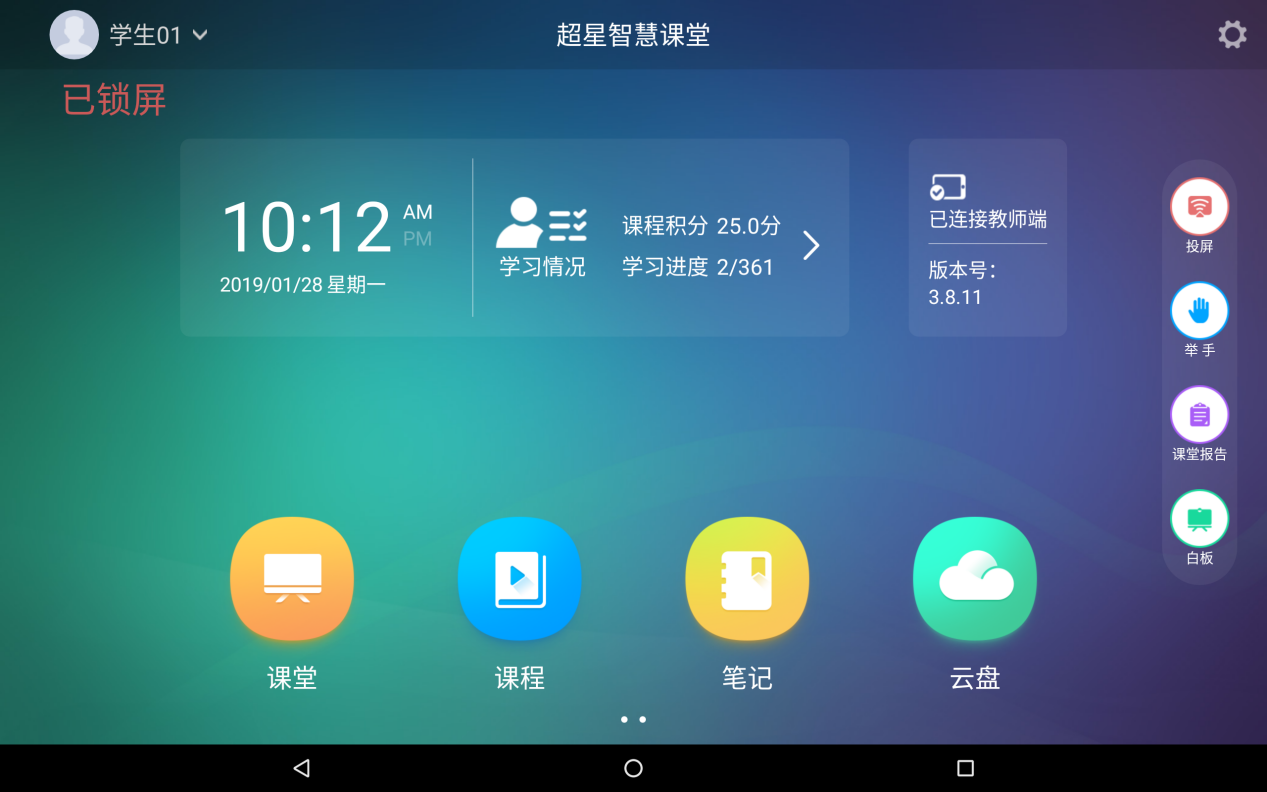 学生01
超星智慧课堂
已锁屏
10:12 AM
PM
2019/01/28 星期一
学习情况
课程积分 25.0分
学习进度 2/361
已连接教师端
版本号：
3.8.11
投屏
举手
课堂报告
白板
课堂
课程
笔记
云盘